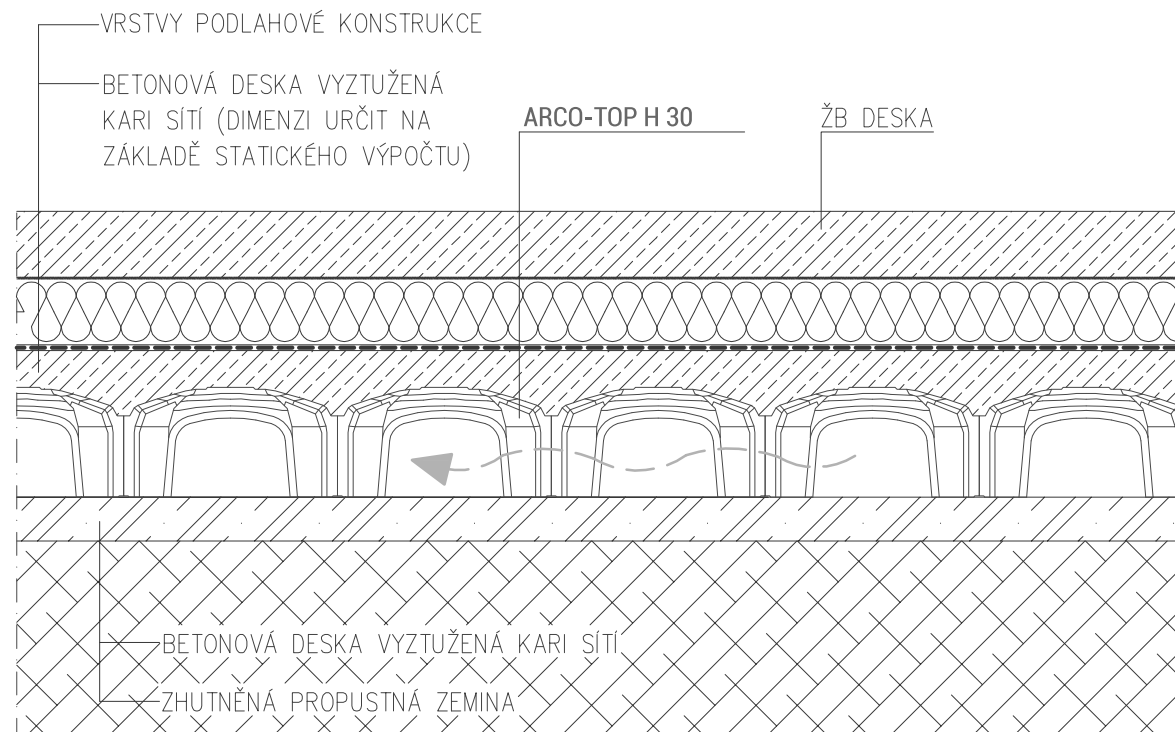 VRSTVY PODLAHOVÉ KONSTRUKCE
BETONOVÁ DESKA VYZTUŽENÁ
KARI SÍTÍ (DIMENZI URČIT NA
ZÁKLADĚ STATICKÉHO VÝPOČTU)
ARCO-TOP H 30
ŽB DESKA
BETONOVÁ DESKA VYZTUŽENÁ KARI SÍTÍ
ZHUTNĚNÁ PROPUSTNÁ ZEMINA